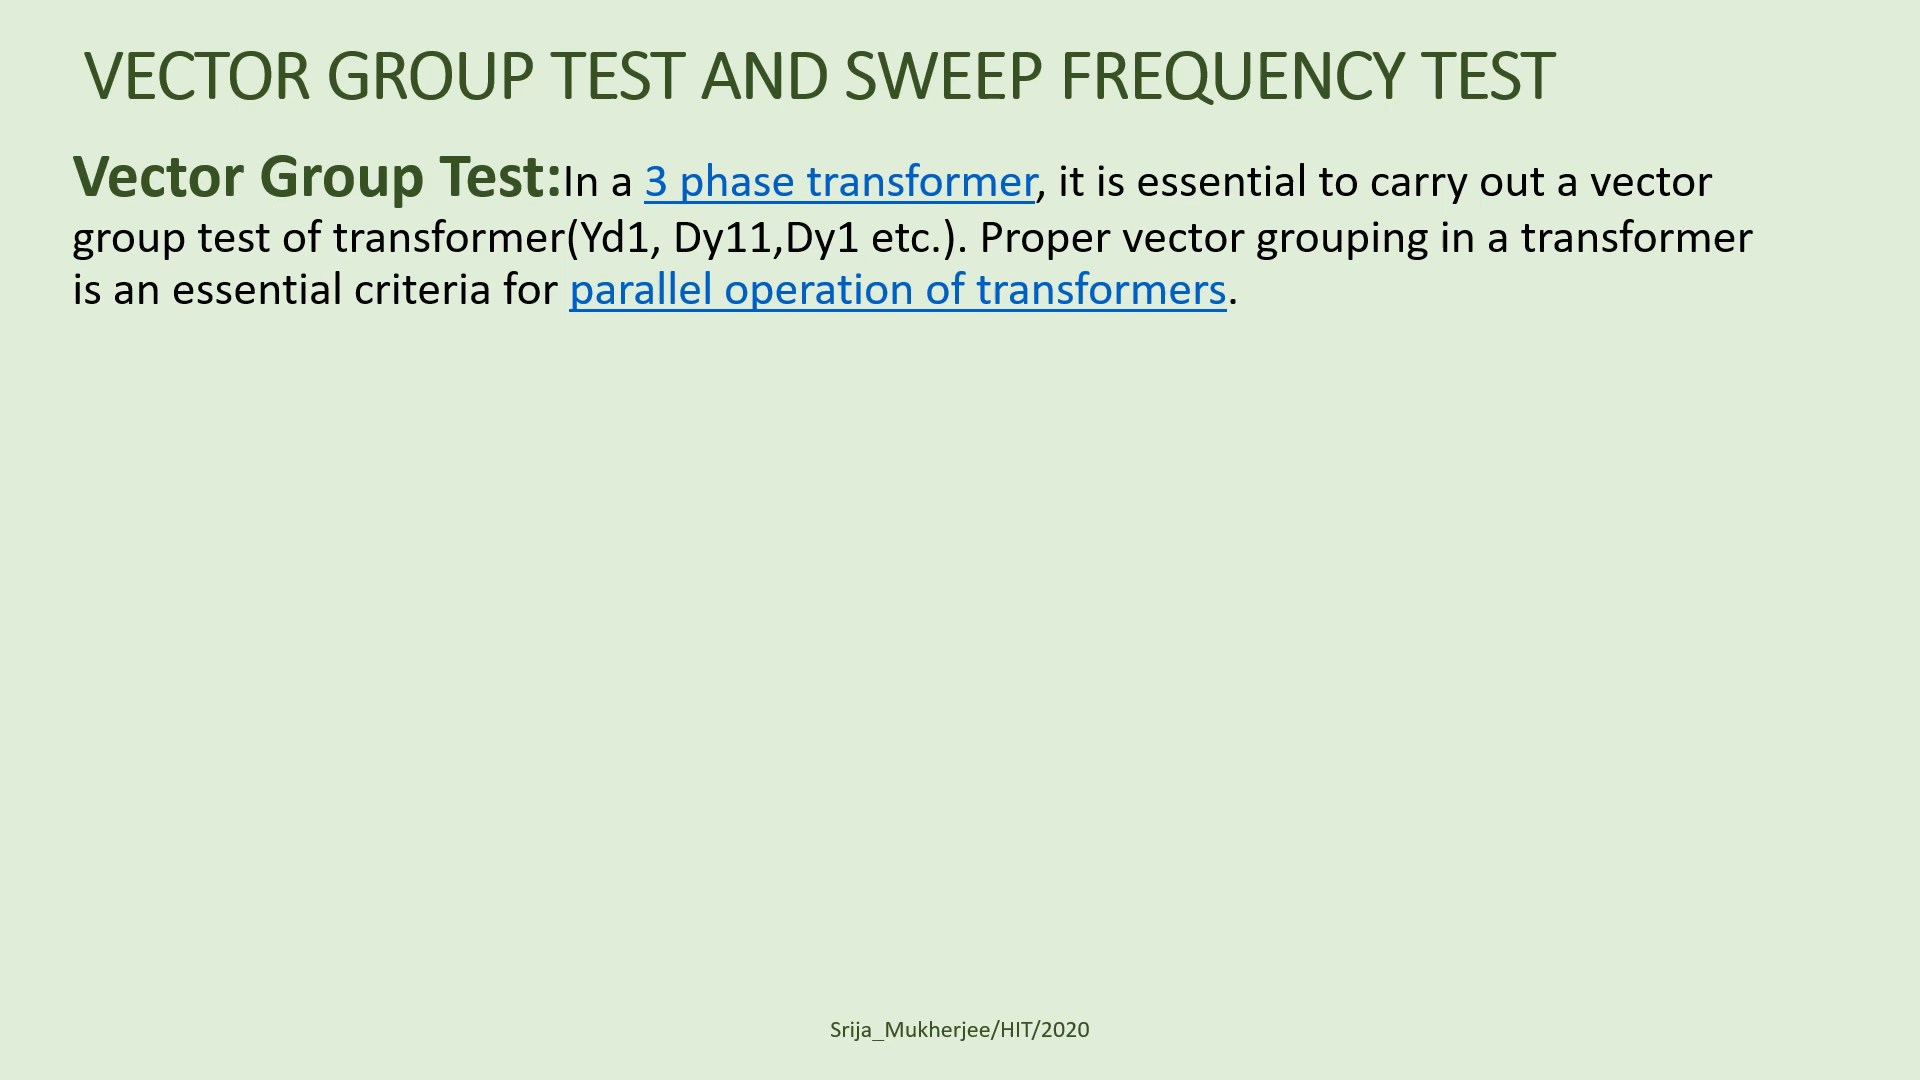 VECTOR GROUP TEST AND SWEEP FREQUENCY TEST
Vector Group Test:In a 3 phase transformer, it is essential to carry out a vector
group test of transformer(Yd1, Dy11,Dy1 etc.). Proper vector grouping in a transformer
is an essential criteria for parallel operation of transformers.
Srija_Mukherjee/HIT/2020